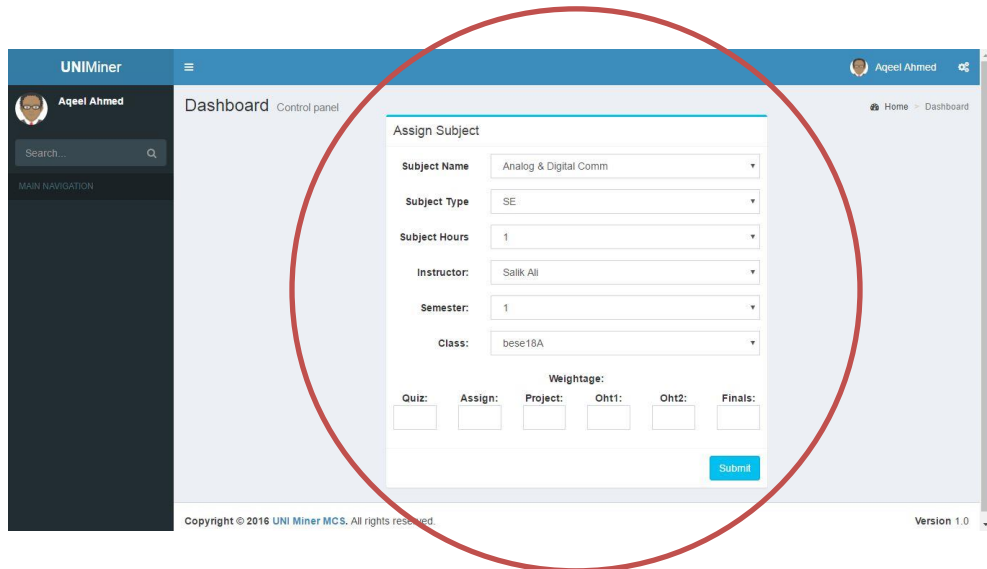 UNIMiner
Aqeel Ahmed
Aqeel Ahmed
Dashboard Control panel
Home > Dashboard
Search...
MAIN NAVIGATION
Assign Subject
Subject Name Analog & Digital Comm
Subject Type SE
Subject Hours 1
Instructor: Salik Ali
Semester: 1
Class: bese18A
Weightage:
Quiz: Assign: Project: Oht1: Oht2: Finals:
Submit
Copyright © 2016 UNI Miner MCS. All rights reserved. Version 1.0